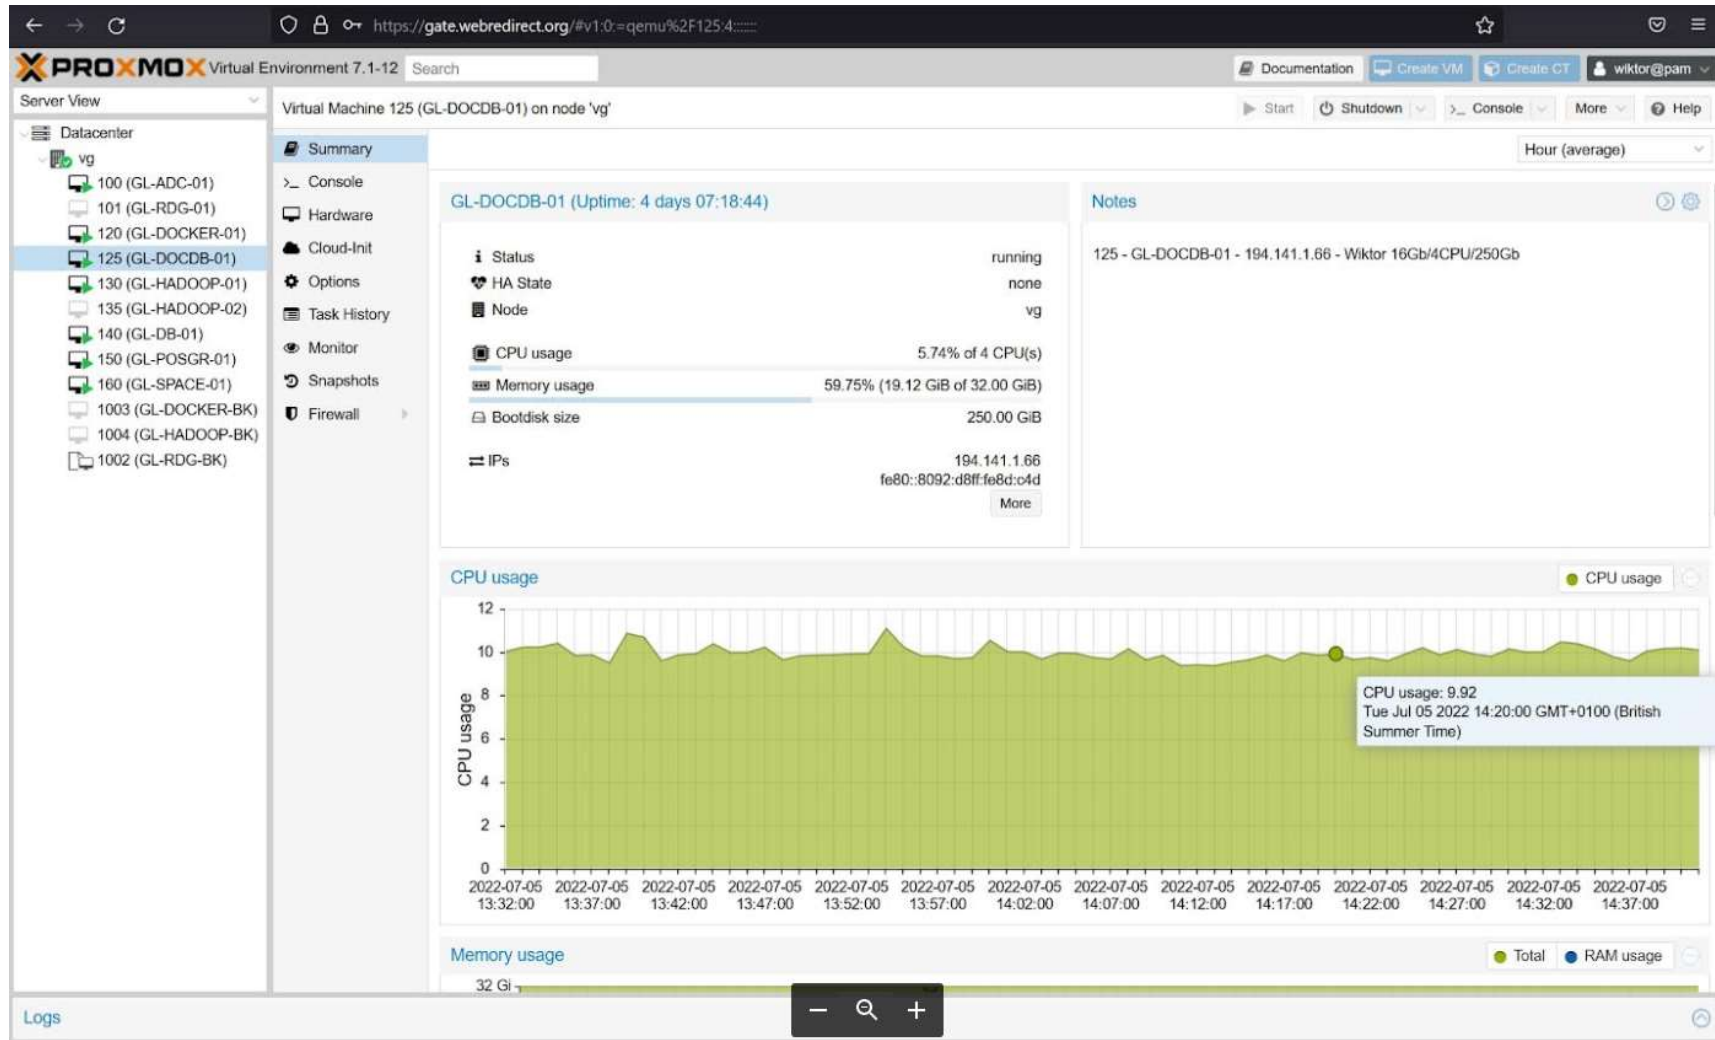 https://gate.webredirect.org/#v1:0:=qemu%2F125:4::::::
PROXMOX Virtual Environment 7.1-12 Search Documentation Create VM Create CT wiktor@pam
Server View
Virtual Machine 125 (GL-DOCDB-01) on node 'vg' Start Shutdown Console More Help
Datacenter
vg
100 (GL-ADC-01)
101 (GL-RDG-01)
120 (GL-DOCKER-01)
125 (GL-DOCDB-01)
130 (GL-HADOOP-01)
135 (GL-HADOOP-02)
140 (GL-DB-01)
150 (GL-POSGR-01)
160 (GL-SPACE-01)
1003 (GL-DOCKER-BK)
1004 (GL-HADOOP-BK)
1002 (GL-RDG-BK)
Summary
Console
Hardware
Cloud-Init
Options
Task History
Monitor
Snapshots
Firewall
Hour (average)
GL-DOCDB-01 (Uptime: 4 days 07:18:44)
Status running
HA State none
Node vg
CPU usage 5.74% of 4 CPU(s)
Memory usage 59.75% (19.12 GiB of 32.00 GiB)
Bootdisk size 250.00 GiB
IPs 194.141.1.66
fe80::8092:d8ff:fe8d:c4d
More
Notes
125 - GL-DOCDB-01 - 194.141.1.66 - Wiktor 16Gb/4CPU/250Gb
CPU usage
CPU usage
12
10
8
6
4
2
0
CPU usage
CPU usage: 9.92
Tue Jul 05 2022 14:20:00 GMT+0100 (British
Summer Time)
2022-07-05 2022-07-05 2022-07-05 2022-07-05 2022-07-05 2022-07-05 2022-07-05 2022-07-05 2022-07-05 2022-07-05 2022-07-05 2022-07-05 2022-07-05 2022-07-05
13:32:00 13:37:00 13:42:00 13:47:00 13:52:00 13:57:00 14:02:00 14:07:00 14:12:00 14:17:00 14:22:00 14:27:00 14:32:00 14:37:00
Memory usage
Total RAM usage
32 Gi
Logs